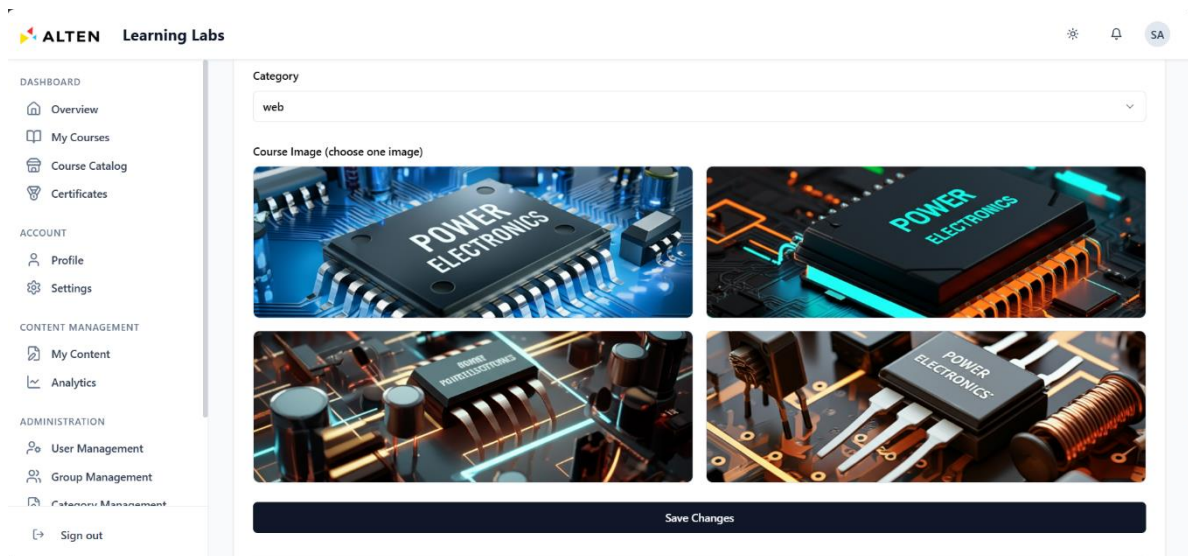 ALTEN Learning Labs
SA
DASHBOARD
Overview
My Courses
Course Catalog
Certificates
ACCOUNT
Profile
Settings
CONTENT MANAGEMENT
My Content
Analytics
ADMINISTRATION
User Management
Group Management
Category Management
Sign out
Category
web
Course Image (choose one image)
POWER
ELECTRONICS
POWER
ELECTRONICS
POWER
ELECTRONICS
Save Changes